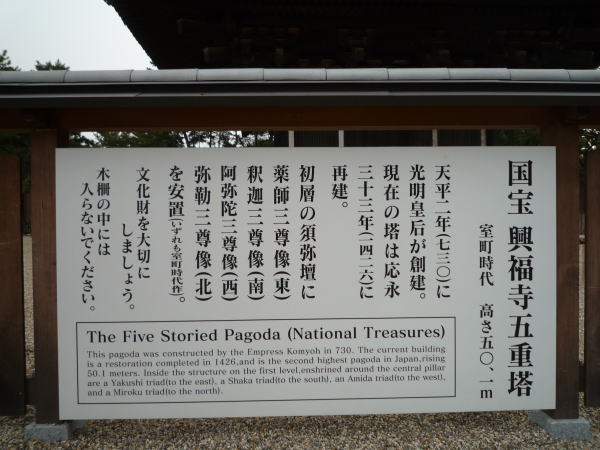 国宝 興福寺五重塔
室町時代 高さ五〇、一m
天平二年(七三〇)に
光明皇后が創建。
現在の塔は応永
三十三年(一四二六)に
再建。
初層の須弥壇に
薬師三尊像(東)
釈迦三尊像(南)
阿弥陀三尊像(西)
弥勒三尊像(北)
を安置(いずれも室町時代作)。
文化財を大切に
しましょう。
木柵の中には
入らないでください。
The Five Storied Pagoda (National Treasures)
This pagoda was constructed by the Empress Komyoh in 730. The current building
is a restoration completed in 1426,and is the second highest pagoda in Japan,rising
50.1 meters. Inside the structure on the first level,enshrined around the central pillar
are a Yakushi triad(to the east), a Shaka triad(to the south), an Amida triad(to the west),
and a Miroku triad(to the north).